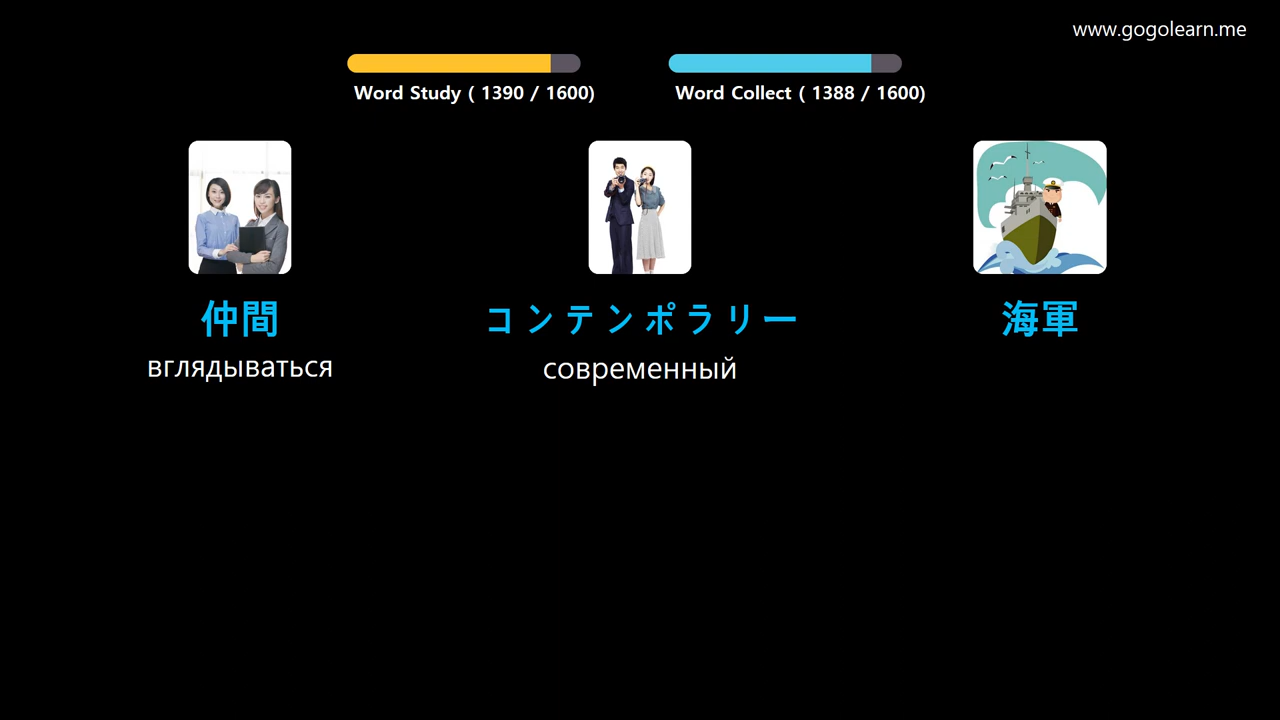 www.gogolearn.me
Word Study ( 1390 / 1600)
Word Collect ( 1388 / 1600)
仲間
コンテンポラリー
海軍
вглядываться
современный